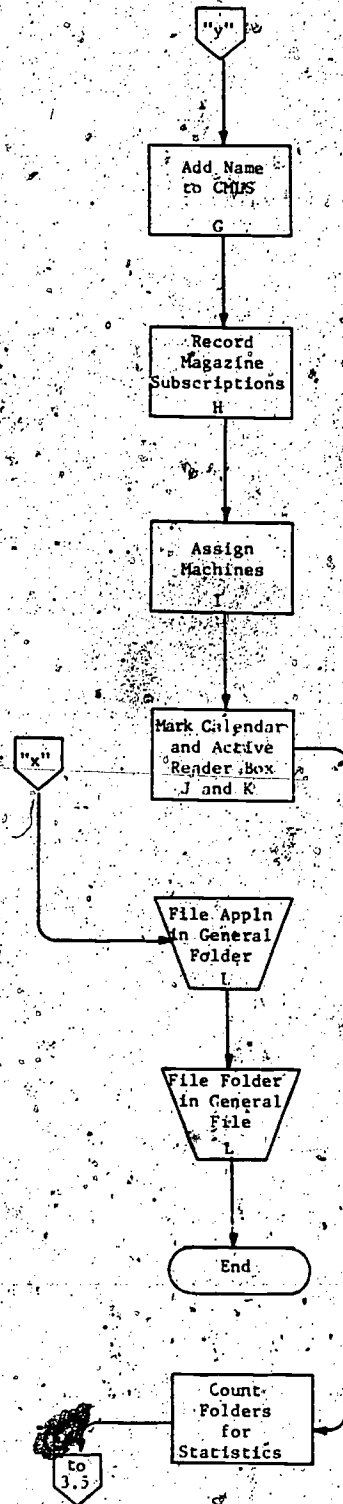 "y"
Add Name
to CMUS
G
Record
Magazine
Subscriptions
H
Assign
Machines
I
Mark Calendar
and Active
Reader Box
J and K
"x"
File Appln
in General
Folder
L
File Folder
in General
File
L
End
Count
Folders
for
Statistics
to
3.5